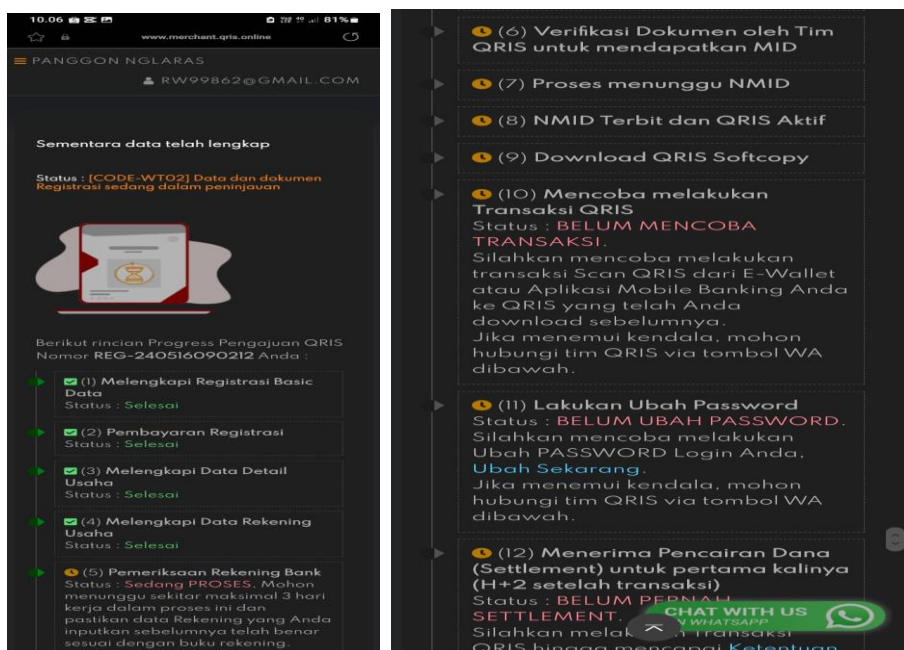 10.06
81%
www.merchant.qris.online
PANGGON NGLARAS
RW99862@GMAIL.COM
Sementara data telah lengkap
Status : [CODE-WT02] Data dan dokumen
Registrasi sedang dalam peninjauan
Berikut rincian Progress Pengajuan QRIS
Nomor REG-240516090212 Anda :
(1) Melengkapi Registrasi Basic
Data
Status : Selesai
(2) Pembayaran Registrasi
Status : Selesai
(3) Melengkapi Data Detail
Usaha
Status : Selesai
(4) Melengkapi Data Rekening
Usaha
Status : Selesai
(5) Pemeriksaan Rekening Bank
Status : Sedang PROSES, Mohon
menunggu sekitar maksimal 3 hari
kerja dalam proses ini dan
pastikan data Rekening yang Anda
inputkan sebelumnya telah benar
sesuai dengan buku rekening.
(6) Verifikasi Dokumen oleh Tim
QRIS untuk mendapatkan MID
(7) Proses menunggu NMID
(8) NMID Terbit dan QRIS Aktif
(9) Download QRIS Softcopy
(10) Mencoba melakukan
Transaksi QRIS
Status : BELUM MENCOBA
TRANSAKSI.
Silahkan mencoba melakukan
transaksi Scan QRIS dari E-Wallet
atau Aplikasi Mobile Banking Anda
ke QRIS yang telah Anda
download sebelumnya.
Jika menemui kendala, mohon
hubungi tim QRIS via tombol WA
dibawah.
(11) Lakukan Ubah Password
Status : BELUM UBAH PASSWORD.
Silahkan mencoba melakukan
Ubah PASSWORD Login Anda,
Ubah Sekarang.
Jika menemui kendala, mohon
hubungi tim QRIS via tombol WA
dibawah.
(12) Menerima Pencairan Dana
(Settlement) untuk pertama kalinya
(H+2 setelah transaksi)
Status : BELUM PERNAH
SETTLEMENT.
CHAT WITH US
ON WHATSAPP
Silahkan Transaksi
QRIS hingga mencapai Ketentuan